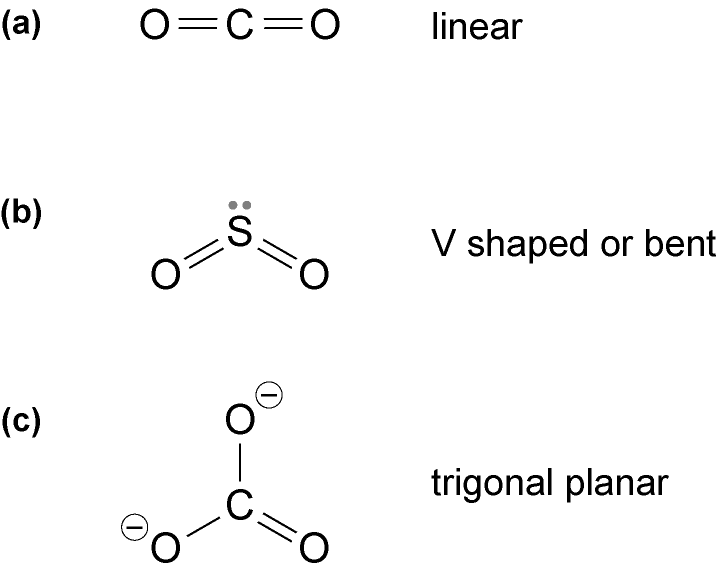 (a) O=C=O linear
(b) S V shaped or bent
O O
(c) O⊖
C trigonal planar
⊖O O